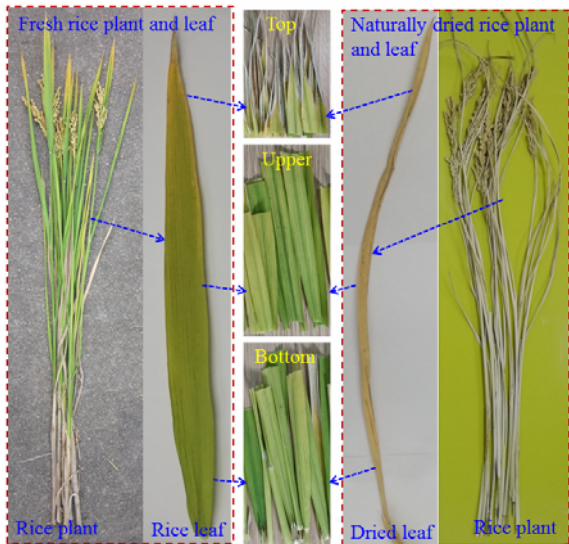 Fresh rice plant and leaf
Top
Naturally dried rice plant
and leaf
Upper
Bottom
Rice plant
Rice leaf
Dried leaf
Rice plant